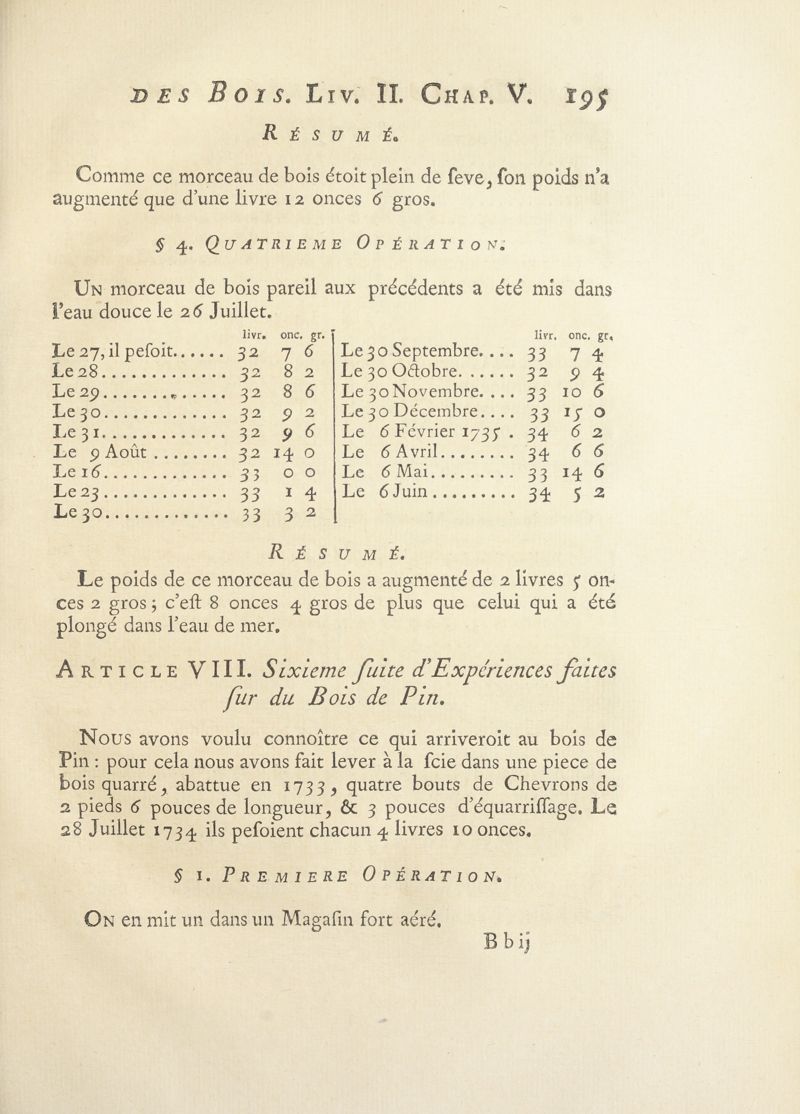 DES BOIS. LIV. II. CHAP. V. 195
RÉSUMÉ.
Comme ce morceau de bois étoit plein de ſeve, ſon poids n'a
augmenté que d'une livre 12 onces 6 gros.
§ 4. QUATRIEME OPÉRATION.
UN morceau de bois pareil aux précédents a été mis dans
l'eau douce le 26 Juillet.
livr. onc. gr.
Le 27, il peſoit...... 32 7 6
Le 28............. 32 8 2
Le 29............. 32 8 6
Le 30............. 32 9 2
Le 31............. 32 9 6
Le 9 Août ........ 32 14 0
Le 16............. 33 0 0
Le 23............. 33 1 4
Le 30............. 33 3 2
livr. onc. gr.
Le 30 Septembre.... 33 7 4
Le 30 Octobre....... 32 9 4
Le 30 Novembre.... 33 10 6
Le 30 Décembre.... 33 15 0
Le 6 Février 1735 . 34 6 2
Le 6 Avril........ 34 6 6
Le 6 Mai......... 33 14 6
Le 6 Juin......... 34 5 2
RÉSUMÉ.
Le poids de ce morceau de bois a augmenté de 2 livres 5 on-
ces 2 gros; c'eſt 8 onces 4 gros de plus que celui qui a été
plongé dans l'eau de mer.
ARTICLE VIII. Sixieme ſuite d'Expériences faites
ſur du Bois de Pin.
NOUS avons voulu connoître ce qui arriveroit au bois de
Pin : pour cela nous avons fait lever à la ſcie dans une piece de
bois quarré, abattue en 1733, quatre bouts de Chevrons de
2 pieds 6 pouces de longueur, & 3 pouces d'équarriſſage. Le
28 Juillet 1734 ils peſoient chacun 4 livres 10 onces.
§ 1. PREMIERE OPÉRATION.
ON en mit un dans un Magaſin fort aéré.
B b ij